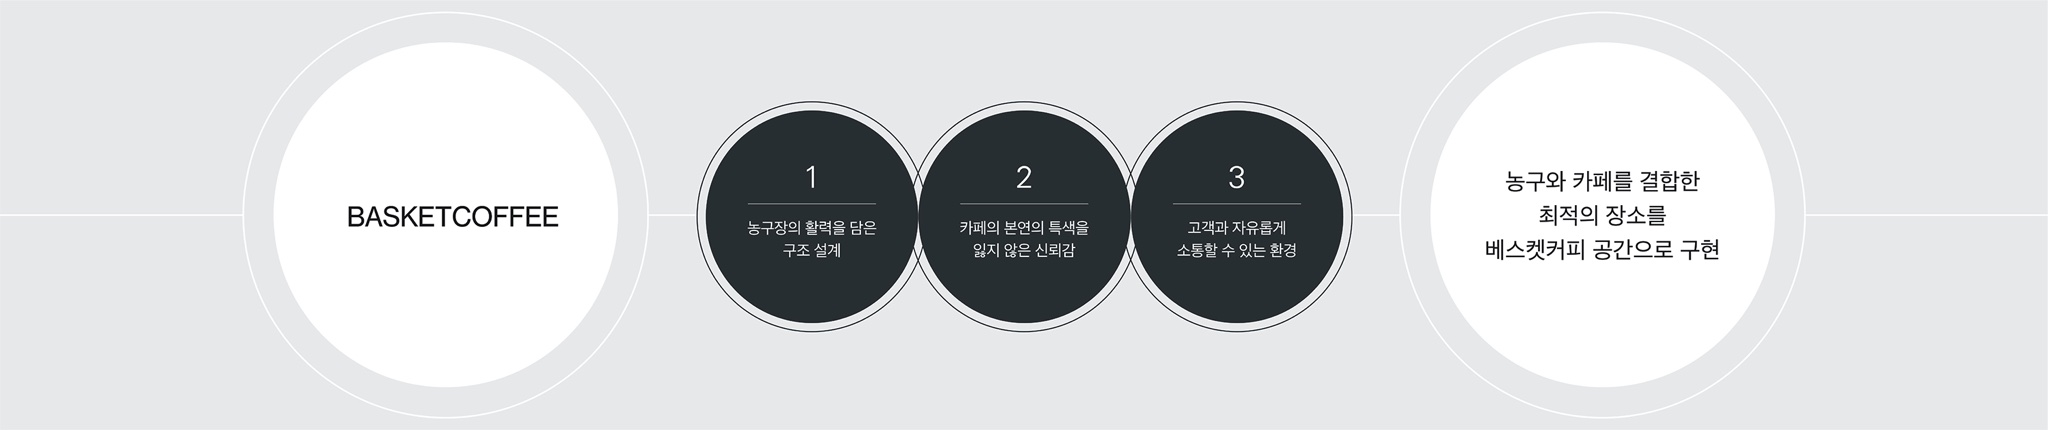 BASKETCOFFEE
1
농구장의 활력을 담은
구조 설계
2
카페의 본연의 특색을
잃지 않은 신뢰감
3
고객과 자유롭게
소통할 수 있는 환경
농구와 카페를 결합한
최적의 장소를
베스켓커피 공간으로 구현